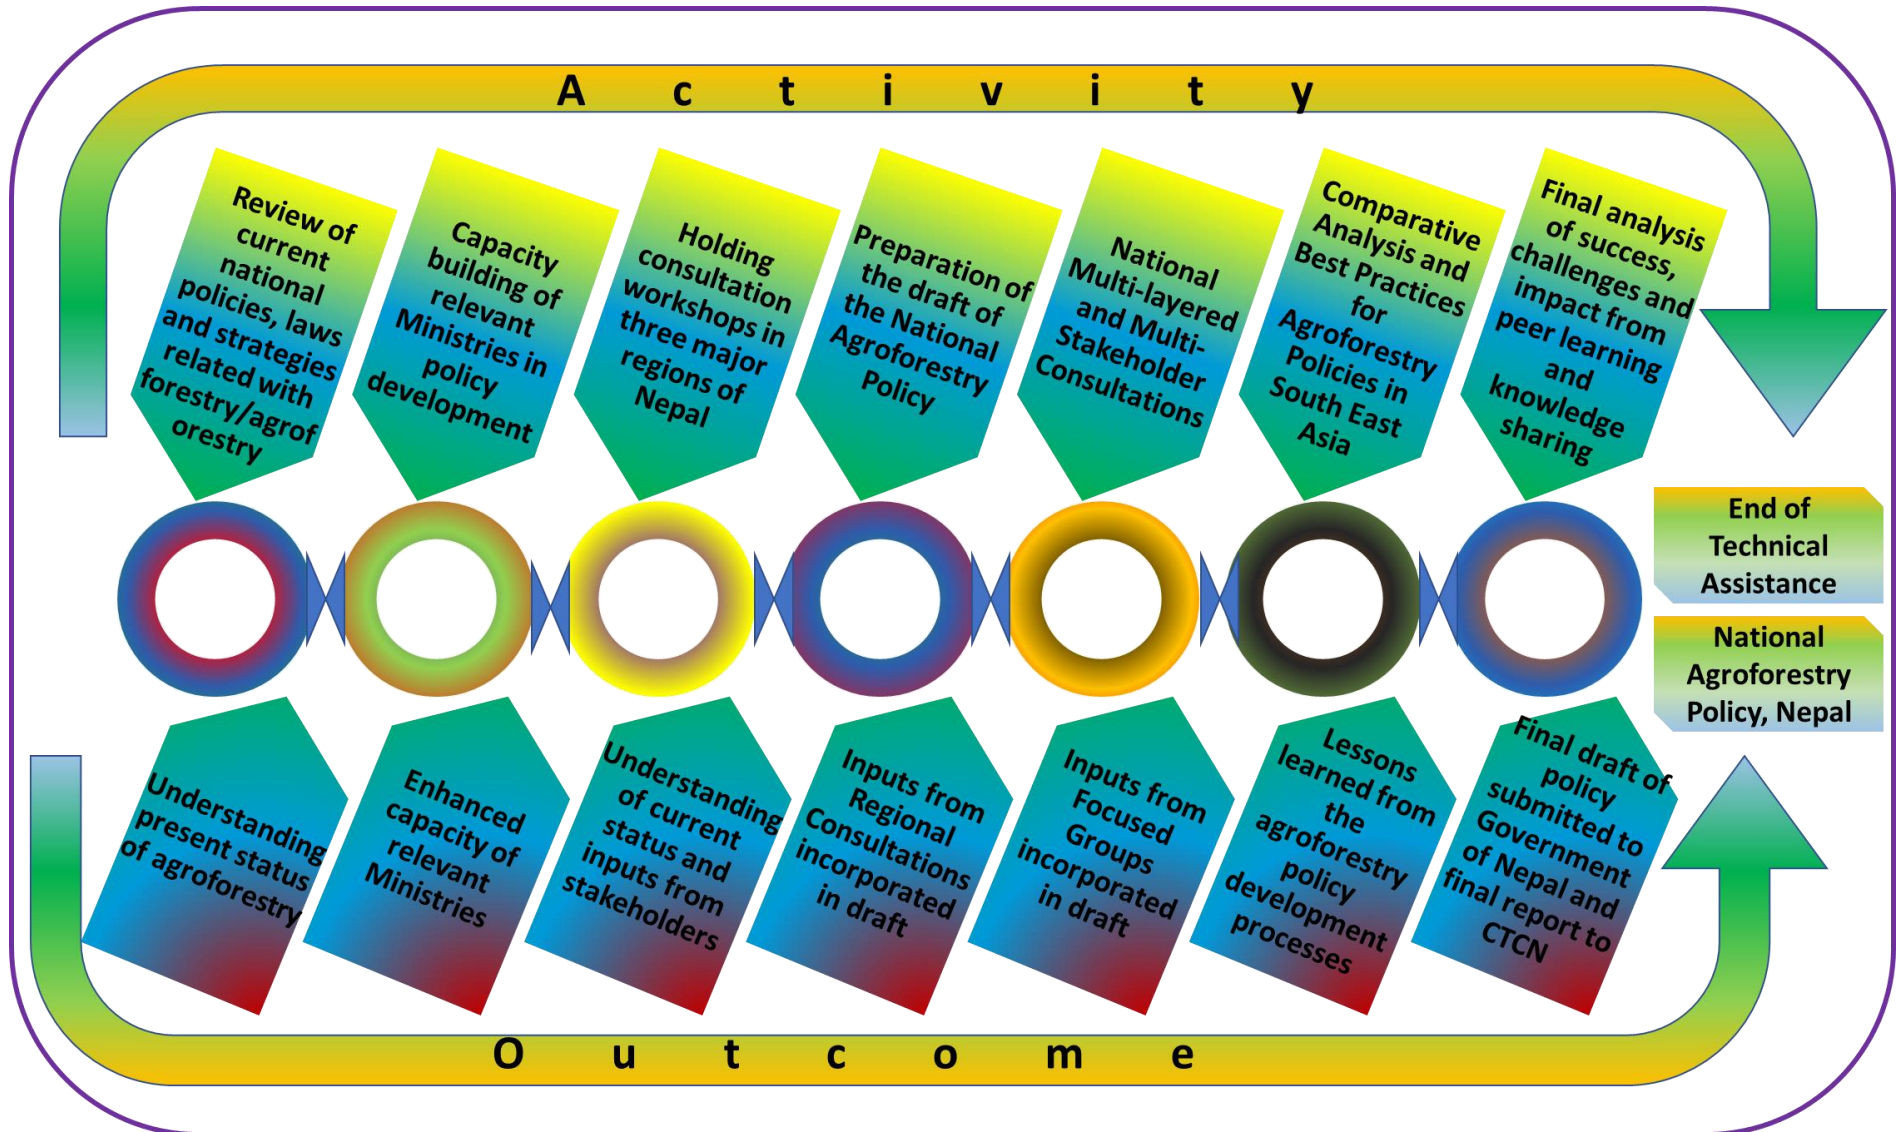 A c t i v i t y
Review of
current
national
policies, laws
and strategies
related with
forestry/agrof
orestry
Capacity
building of
relevant
Ministries in
policy
development
Holding
consultation
workshops in
three major
regions of
Nepal
Preparation of
the draft of
the National
Agroforestry
Policy
National
Multi-layered
and Multi-
Stakeholder
Consultations
Comparative
Analysis and
Best Practices
for
Agroforestry
Policies in
South East
Asia
Final analysis
of success,
challenges and
impact from
peer learning
and
knowledge
sharing
End of
Technical
Assistance
National
Agroforestry
Policy, Nepal
Understanding
present status
of agroforestry
Enhanced
capacity of
relevant
Ministries
Understanding
of current
status and
inputs from
stakeholders
Inputs from
Regional
Consultations
incorporated
in draft
Inputs from
Focused
Groups
incorporated
in draft
Lessons
learned from
the
agroforestry
policy
development
processes
Final draft of
policy
submitted to
Government
of Nepal and
final report to
CTCN
O u t c o m e